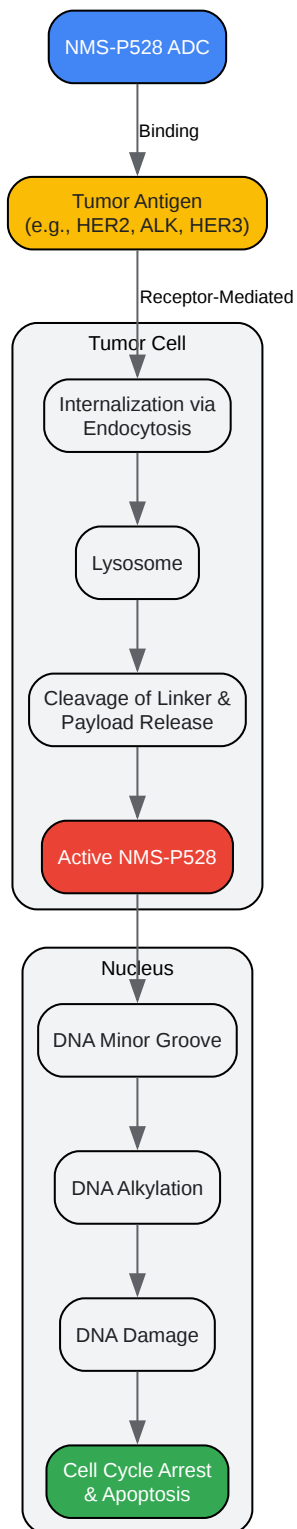 NMS-P528 ADC
Binding
Tumor Antigen
(e.g., HER2, ALK, HER3)
Receptor-Mediated
Tumor Cell
Internalization via
Endocytosis
Lysosome
Cleavage of Linker &
Payload Release
Active NMS-P528
Nucleus
DNA Minor Groove
DNA Alkylation
DNA Damage
Cell Cycle Arrest
& Apoptosis